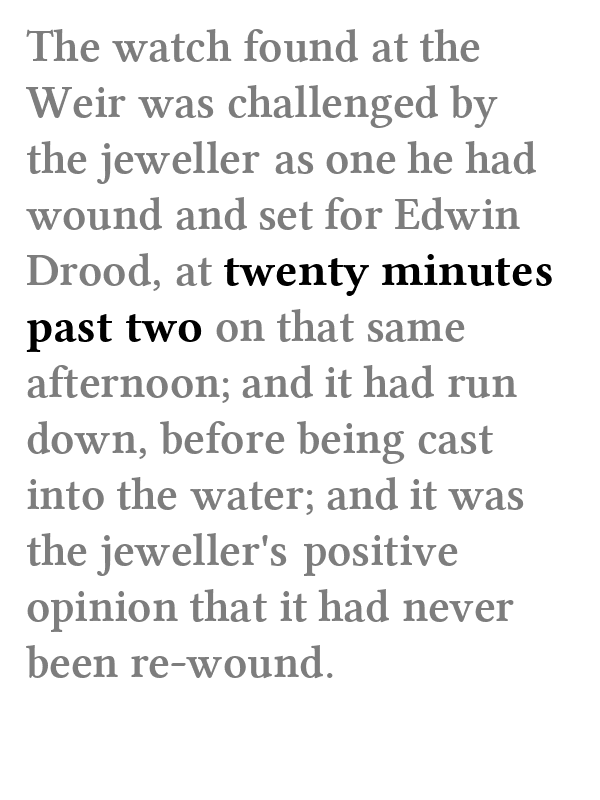 The watch found at the
Weir was challenged by
the jeweller as one he had
wound and set for Edwin
Drood, at twenty minutes
past two on that same
afternoon; and it had run
down, before being cast
into the water; and it was
the jeweller's positive
opinion that it had never
been re-wound.